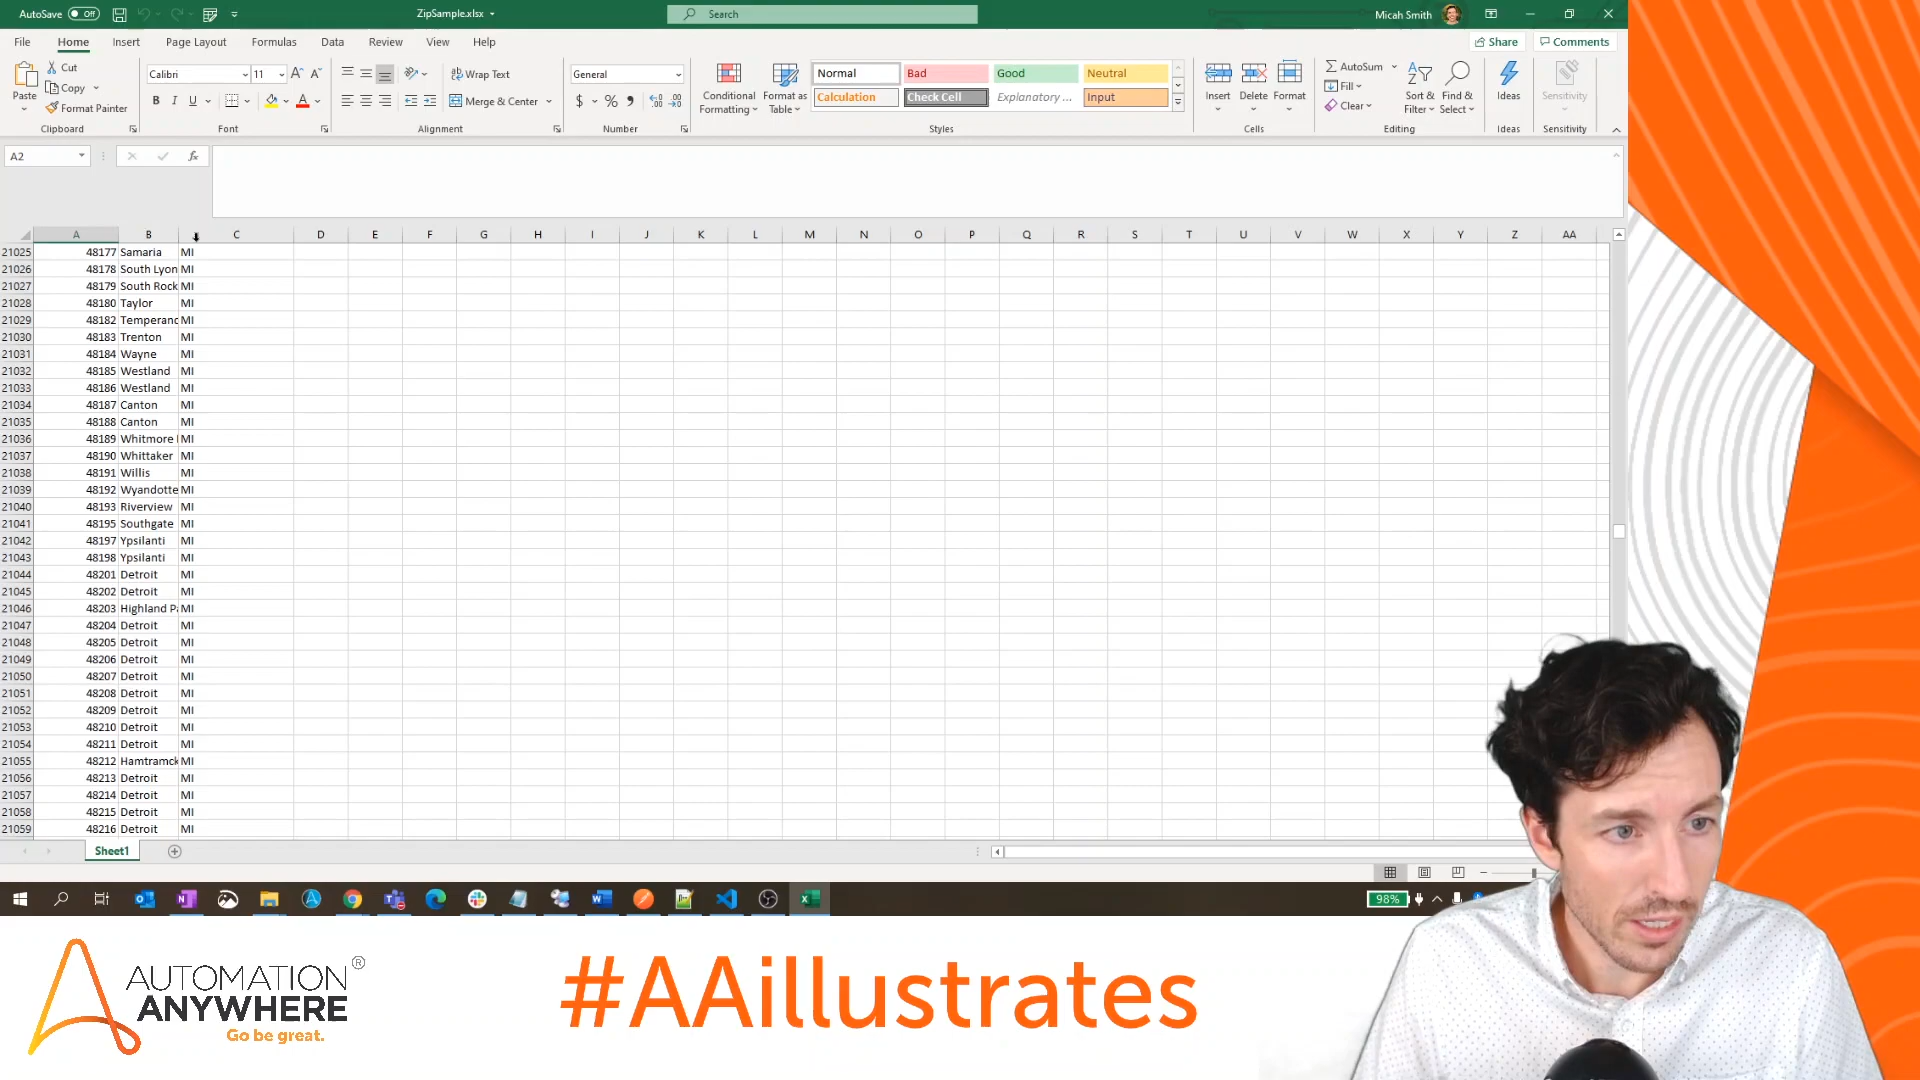 AutoSave Off ZipSample.xlsx Search Micah Smith
File Home Insert Page Layout Formulas Data Review View Help Share Comments
Paste Cut Copy Format Painter Clipboard
Calibri 11 B I U Font
Wrap Text Merge & Center Alignment
General $ % Number
Conditional Formatting Format as Table
Normal Bad Good Neutral
Calculation Check Cell Explanatory ... Input
Styles
Insert Delete Format Cells
AutoSum Fill Clear Sort & Filter Find & Select Editing
Ideas Ideas
Sensitivity Sensitivity
A2 fx
A B C D E F G H I J K L M N O P Q R S T U V W X Y Z AA
21025 48177 Samaria MI
21026 48178 South Lyon MI
21027 48179 South Rock MI
21028 48180 Taylor MI
21029 48182 Temperanc MI
21030 48183 Trenton MI
21031 48184 Wayne MI
21032 48185 Westland MI
21033 48186 Westland MI
21034 48187 Canton MI
21035 48188 Canton MI
21036 48189 Whitmore MI
21037 48190 Whittaker MI
21038 48191 Willis MI
21039 48192 Wyandotte MI
21040 48193 Riverview MI
21041 48195 Southgate MI
21042 48197 Ypsilanti MI
21043 48198 Ypsilanti MI
21044 48201 Detroit MI
21045 48202 Detroit MI
21046 48203 Highland Pa MI
21047 48204 Detroit MI
21048 48205 Detroit MI
21049 48206 Detroit MI
21050 48207 Detroit MI
21051 48208 Detroit MI
21052 48209 Detroit MI
21053 48210 Detroit MI
21054 48211 Detroit MI
21055 48212 Hamtramck MI
21056 48213 Detroit MI
21057 48214 Detroit MI
21058 48215 Detroit MI
21059 48216 Detroit MI
Sheet1
98%
AUTOMATION ANYWHERE ®
Go be great.
#AAillustrates